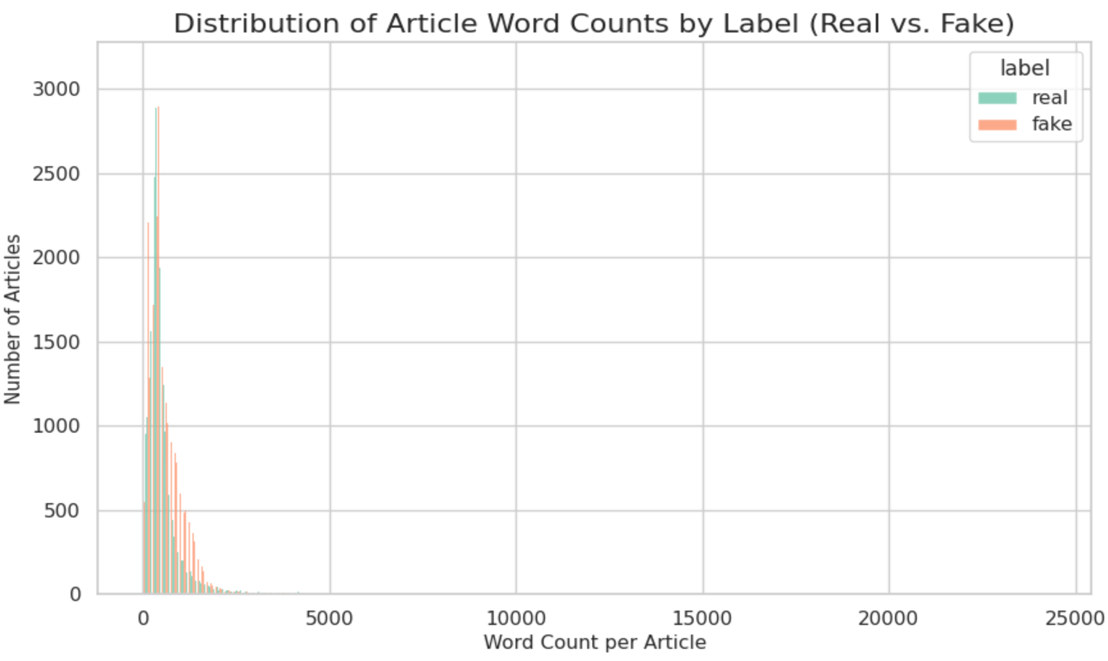 Distribution of Article Word Counts by Label (Real vs. Fake)
label
real
fake
Number of Articles
3000
2500
2000
1500
1000
500
0
0 5000 10000 15000 20000 25000
Word Count per Article